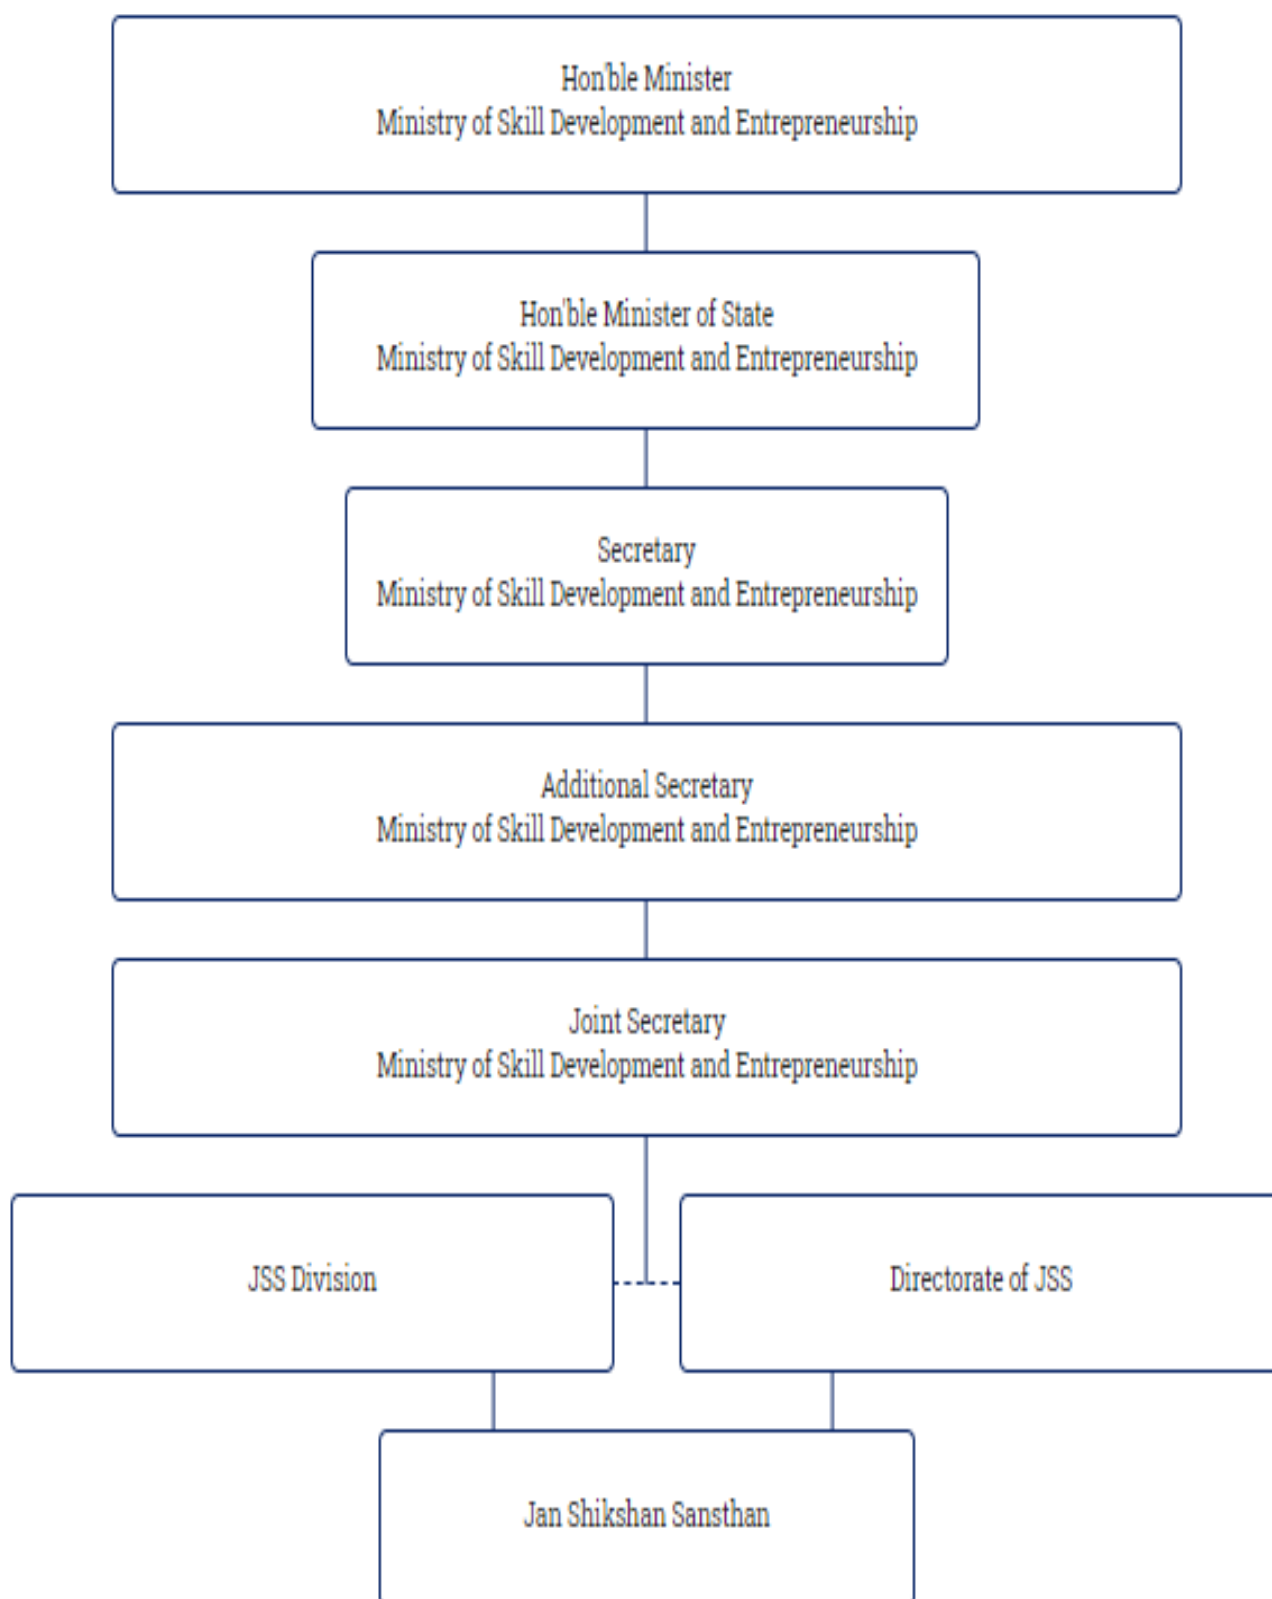 Hon'ble Minister
Ministry of Skill Development and Entrepreneurship
Hon'ble Minister of State
Ministry of Skill Development and Entrepreneurship
Secretary
Ministry of Skill Development and Entrepreneurship
Additional Secretary
Ministry of Skill Development and Entrepreneurship
Joint Secretary
Ministry of Skill Development and Entrepreneurship
JSS Division
Directorate of JSS
Jan Shikshan Sansthan